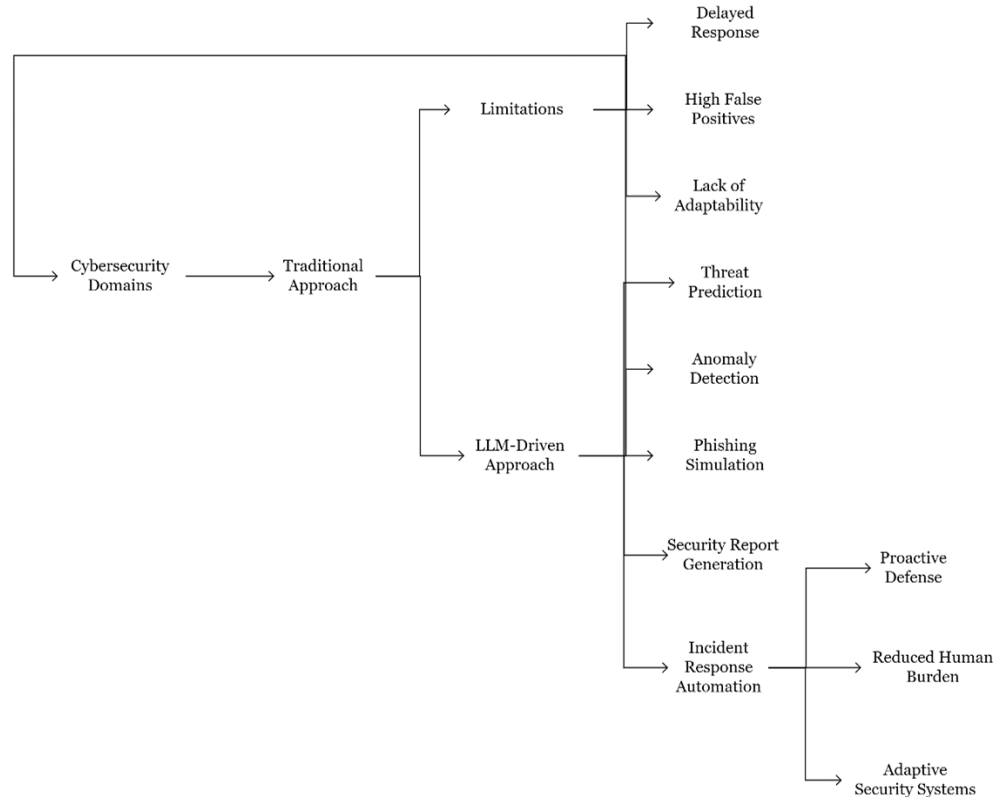 Delayed
Response
High False
Positives
Limitations
Lack of
Adaptability
Cybersecurity
Domains
Traditional
Approach
Threat
Prediction
Anomaly
Detection
LLM-Driven
Approach
Phishing
Simulation
Security Report
Generation
Proactive
Defense
Incident
Response
Automation
Reduced Human
Burden
Adaptive
Security Systems